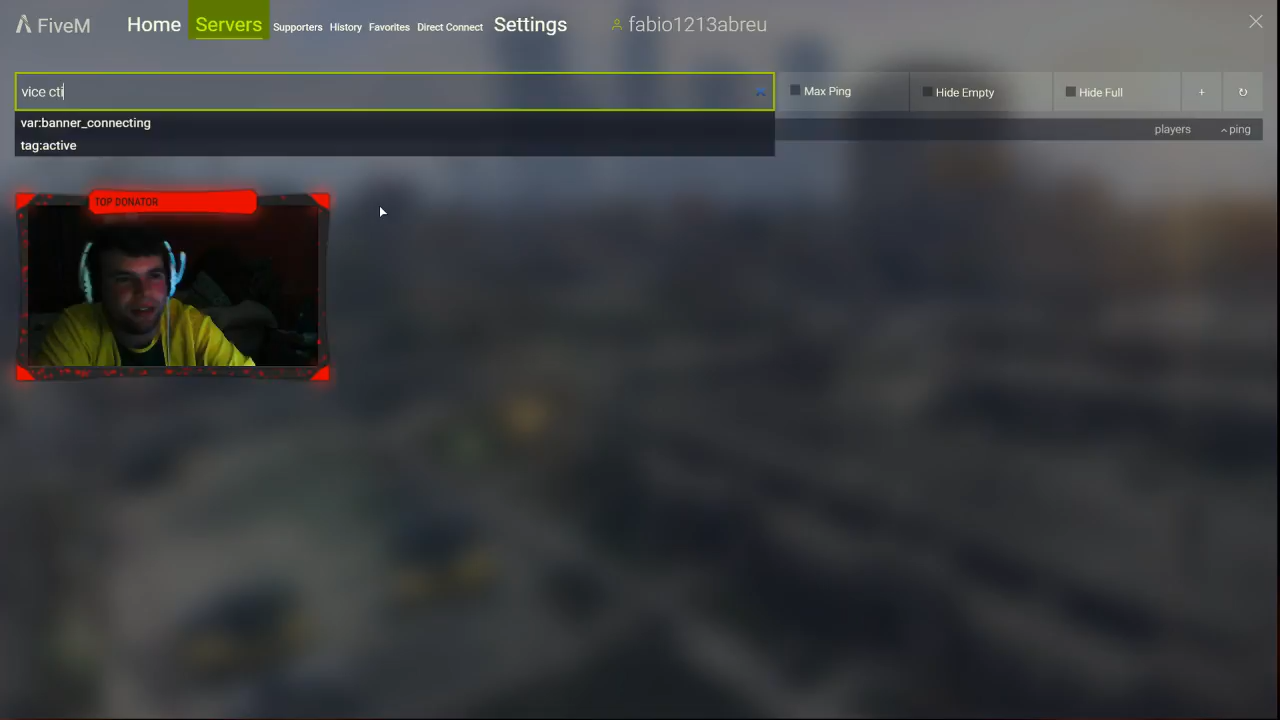 FiveM Home Servers Supporters History Favorites Direct Connect Settings fabio1213abreu
vice cti Max Ping Hide Empty Hide Full + ↻
var:banner_connecting players ^ ping
tag:active
TOP DONATOR